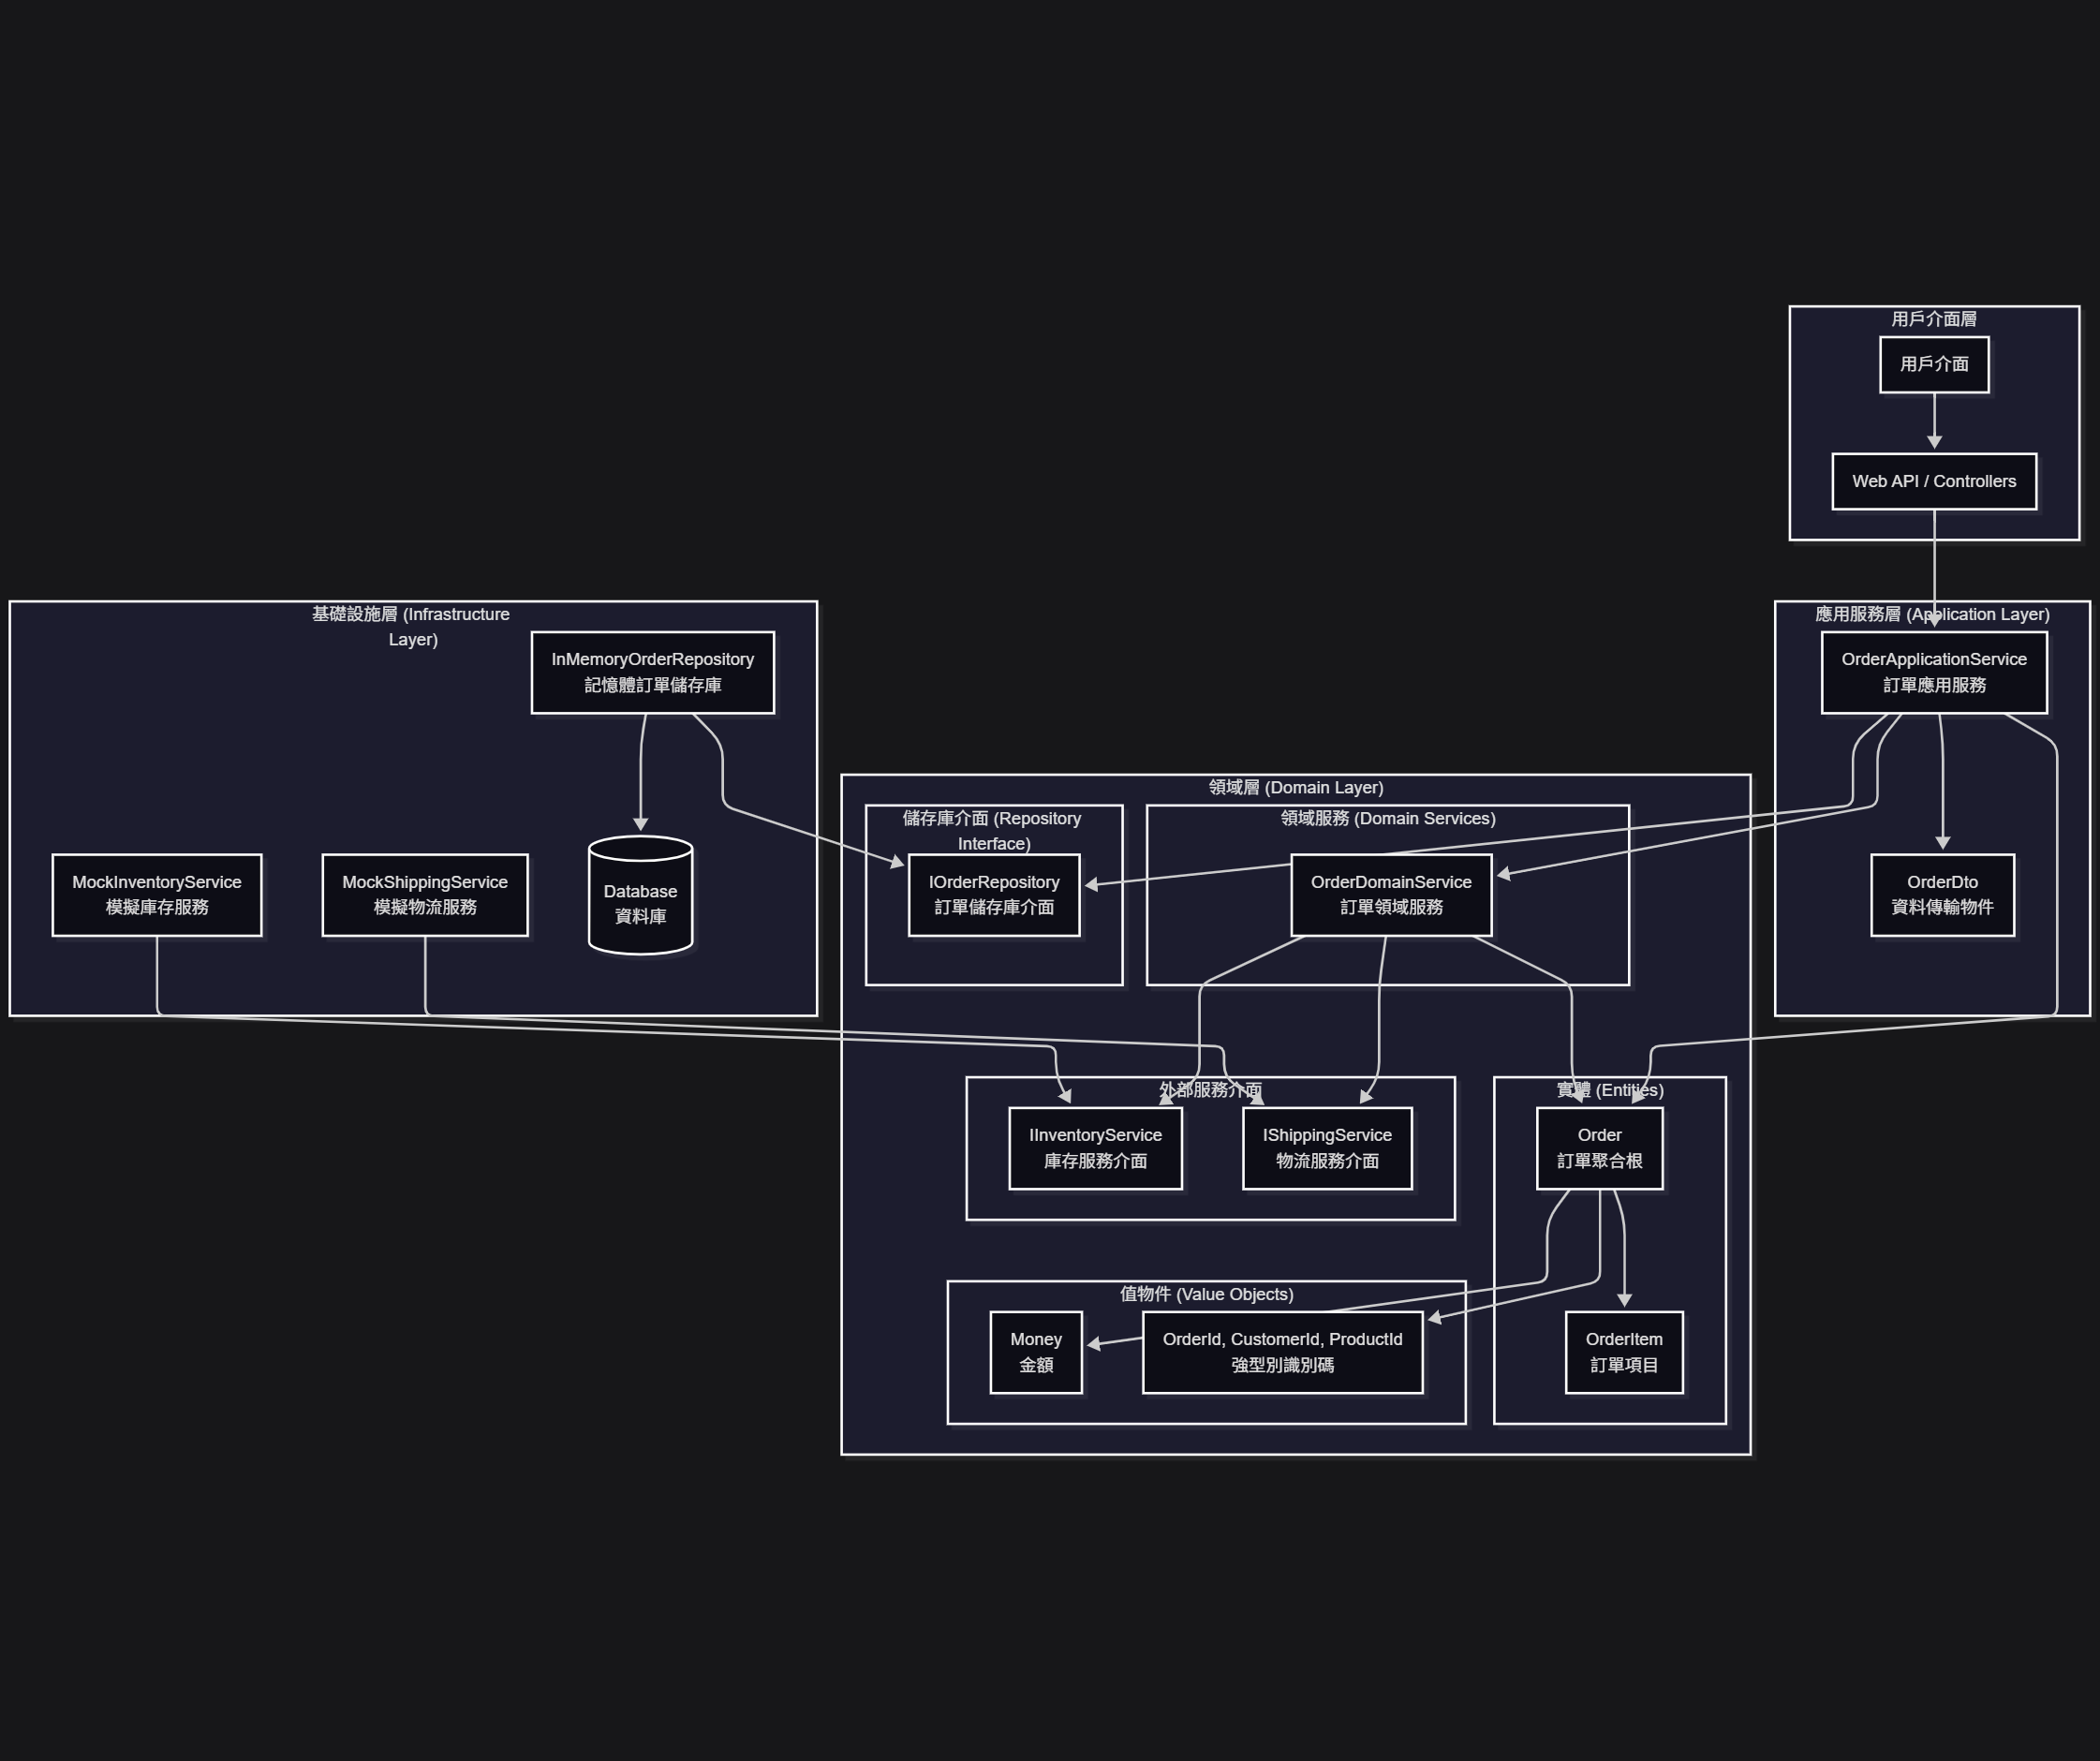 用戶介面層
用戶介面
Web API / Controllers
基礎設施層 (Infrastructure
Layer)
InMemoryOrderRepository
記憶體訂單儲存庫
MockInventoryService
模擬庫存服務
MockShippingService
模擬物流服務
Database
資料庫
應用服務層 (Application Layer)
OrderApplicationService
訂單應用服務
OrderDto
資料傳輸物件
領域層 (Domain Layer)
儲存庫介面 (Repository
Interface)
IOrderRepository
訂單儲存庫介面
領域服務 (Domain Services)
OrderDomainService
訂單領域服務
外部服務介面
IInventoryService
庫存服務介面
IShippingService
物流服務介面
實體 (Entities)
Order
訂單聚合根
值物件 (Value Objects)
Money
金額
OrderId, CustomerId, ProductId
強型別識別碼
OrderItem
訂單項目